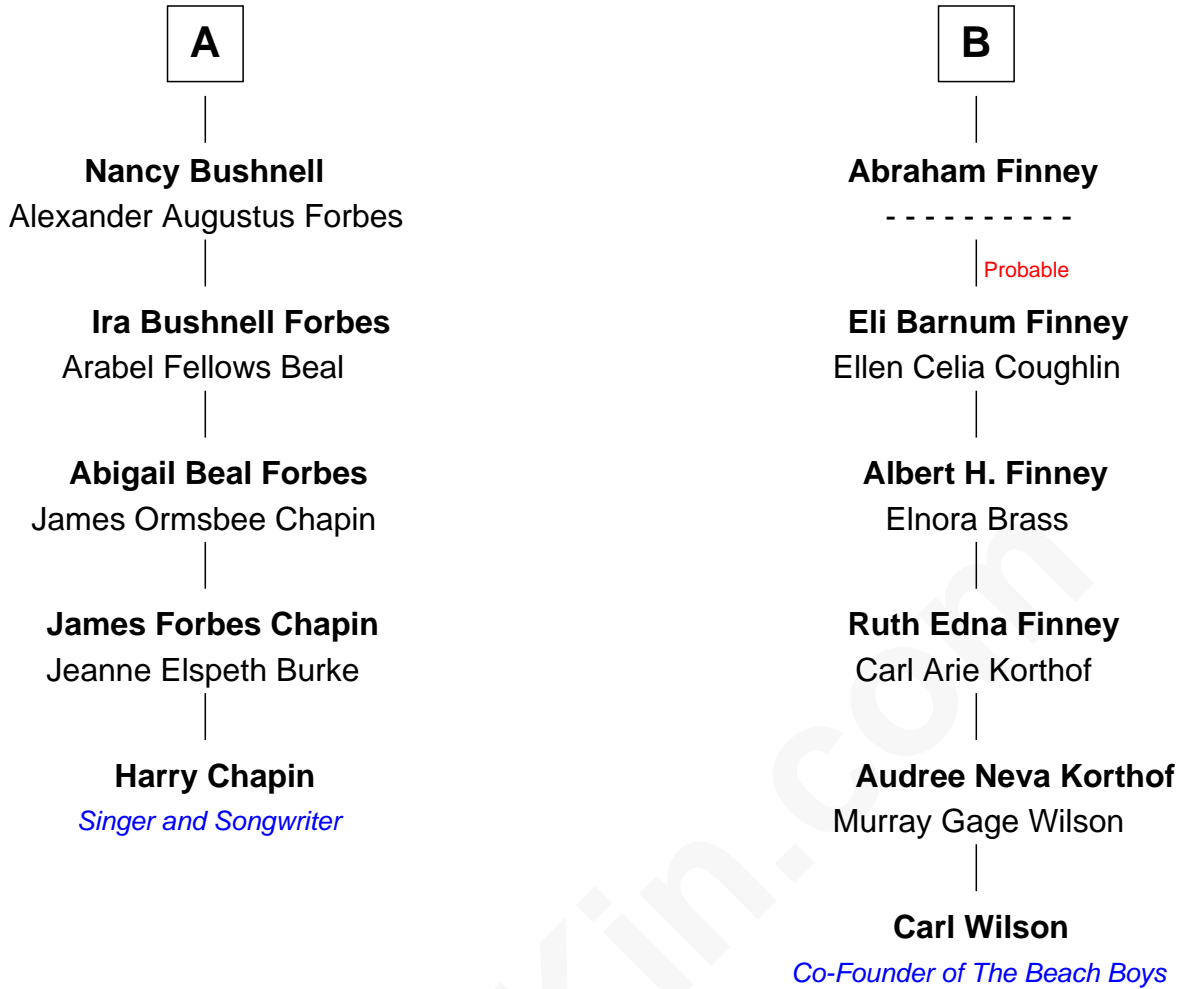 A
Nancy Bushnell
Alexander Augustus Forbes
Ira Bushnell Forbes
Arabel Fellows Beal
Abigail Beal Forbes
James Ormsbee Chapin
James Forbes Chapin
Jeanne Elspeth Burke
Harry Chapin
Singer and Songwriter
B
Abraham Finney
- - - - - - - - - -
Probable
Eli Barnum Finney
Ellen Celia Coughlin
Albert H. Finney
Elnora Brass
Ruth Edna Finney
Carl Arie Korthof
Audree Neva Korthof
Murray Gage Wilson
Carl Wilson
Co-Founder of The Beach Boys
Kin.com